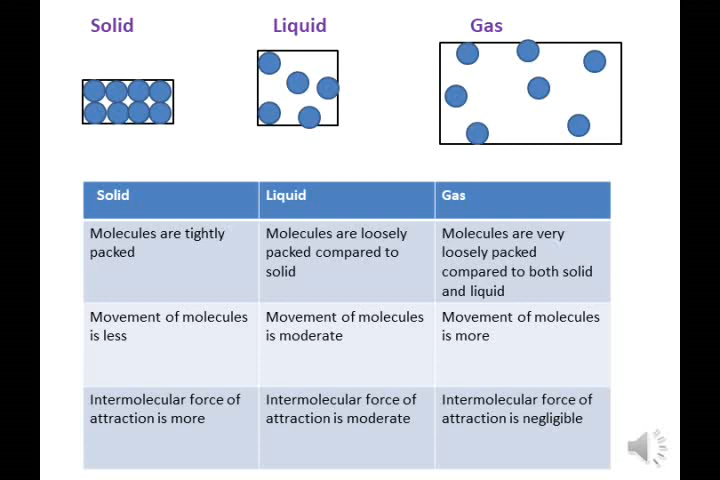 Solid
Liquid
Gas
Solid
Liquid
Gas
Molecules are tightly
packed
Molecules are loosely
packed compared to
solid
Molecules are very
loosely packed
compared to both solid
and liquid
Movement of molecules
is less
Movement of molecules
is moderate
Movement of molecules
is more
Intermolecular force of
attraction is more
Intermolecular force of
attraction is moderate
Intermolecular force of
attraction is negligible